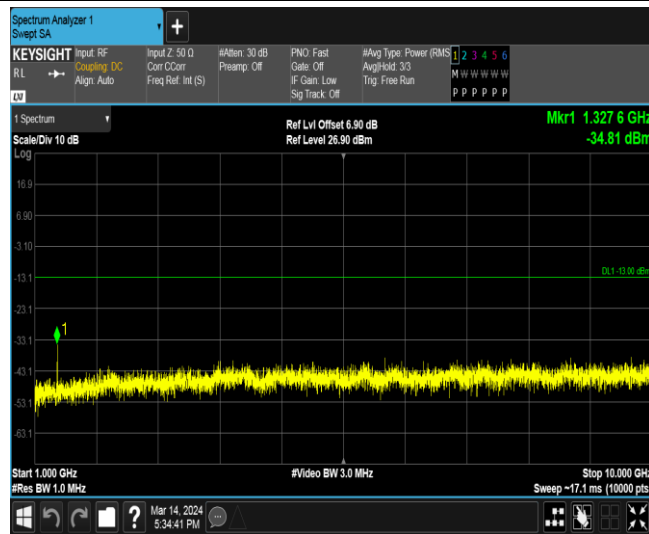 Spectrum Analyzer 1
Swept SA
KEYSIGHT Input: RF Input Z: 50 Ω #Atten: 30 dB PNO: Fast #Avg Type: Power (RMS 1 2 3 4 5 6
RL Coupling: DC Corr CCorr Preamp: Off Gate: Off Avg|Hold: 3/3 M W W W W W
Align: Auto Freq Ref: Int (S) IF Gain: Low Trig: Free Run
Sig Track: Off P P P P P P
1 Spectrum
Ref Lvl Offset 6.90 dB Mkr1 1.327 6 GHz
Scale/Div 10 dB Ref Level 26.90 dBm -34.81 dBm
Log
16.9
6.90
-3.10
DL1 -13.00 dBm
-13.1
-23.1
1
-33.1
-43.1
-53.1
-63.1
Start 1.000 GHz #Video BW 3.0 MHz Stop 10.000 GHz
#Res BW 1.0 MHz Sweep ~17.1 ms (10000 pts
? Mar 14, 2024
5:34:41 PM